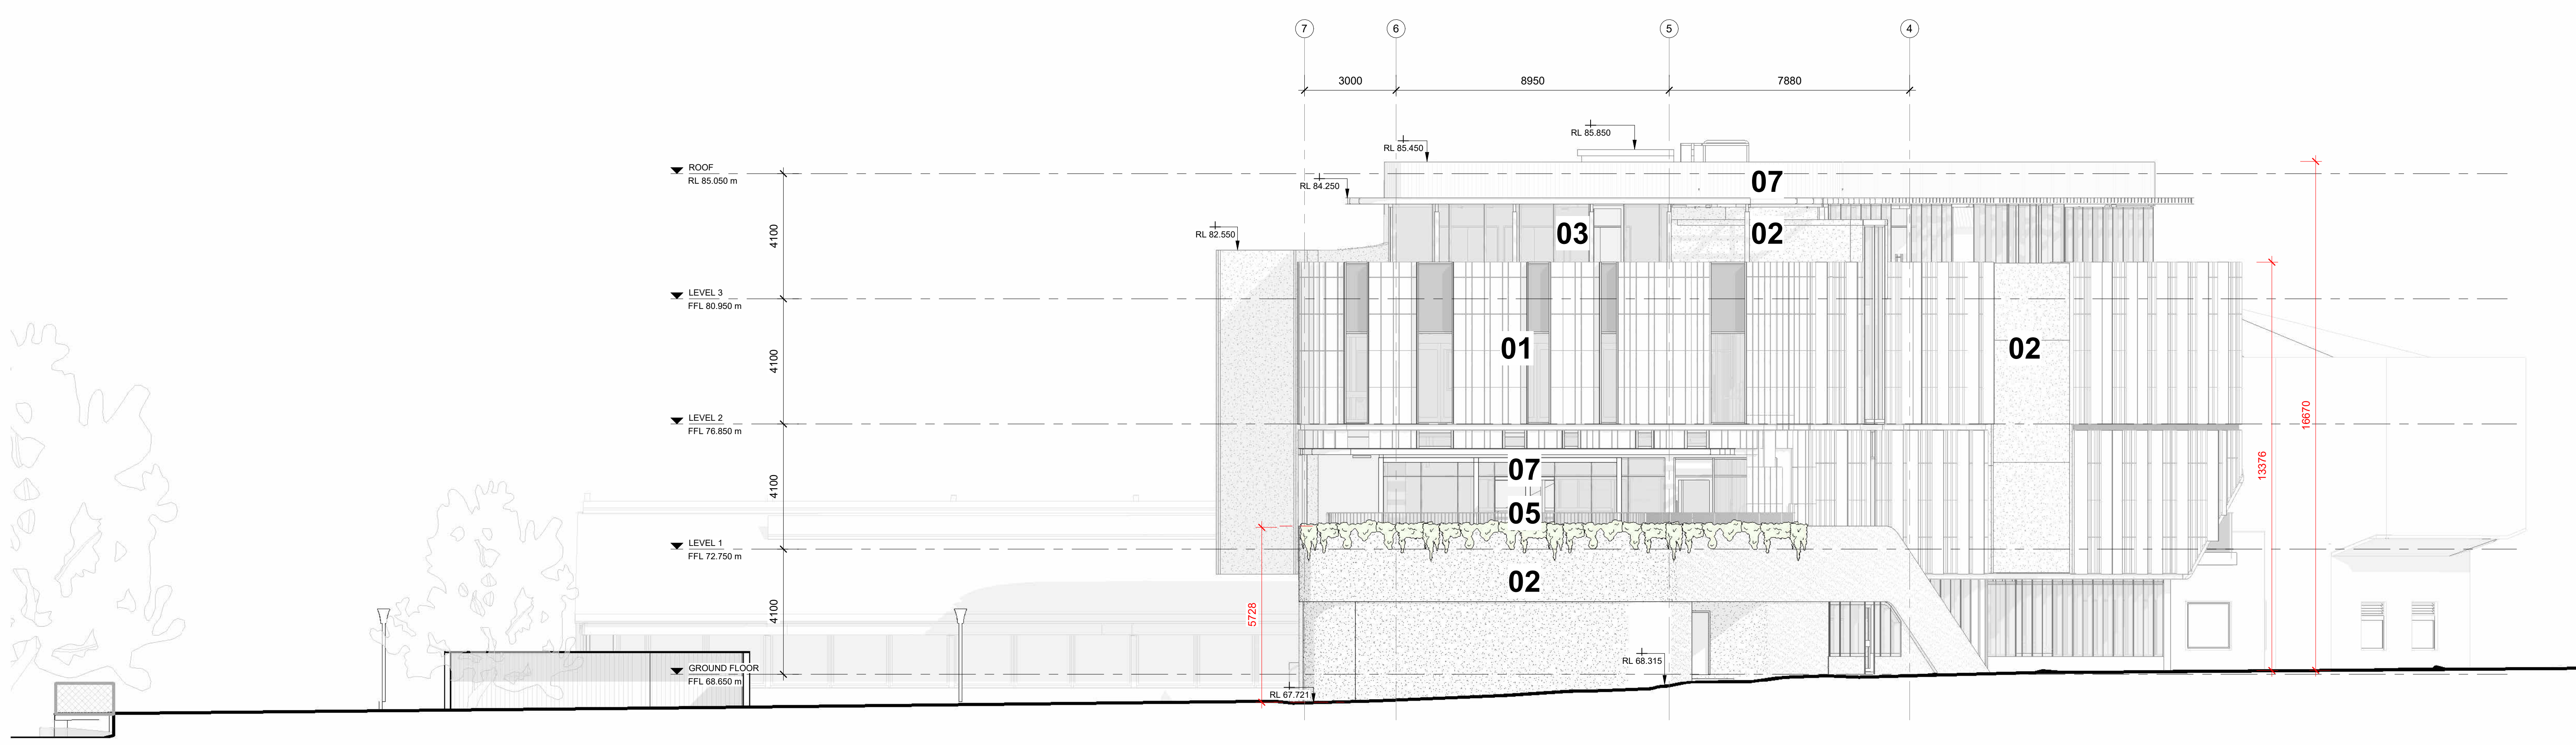 7 6 5 4
3000 8950 7880
RL 85.850
RL 85.450
ROOF
RL 85.050 m
07
RL 84.250
03 02
RL 82.550
4100
LEVEL 3
FFL 80.950 m
01 02
4100
LEVEL 2
FFL 76.850 m
16670
13376
07
4100
05
LEVEL 1
FFL 72.750 m
02
4100
5728
RL 68.315
GROUND FLOOR
FFL 68.650 m
RL 67.721